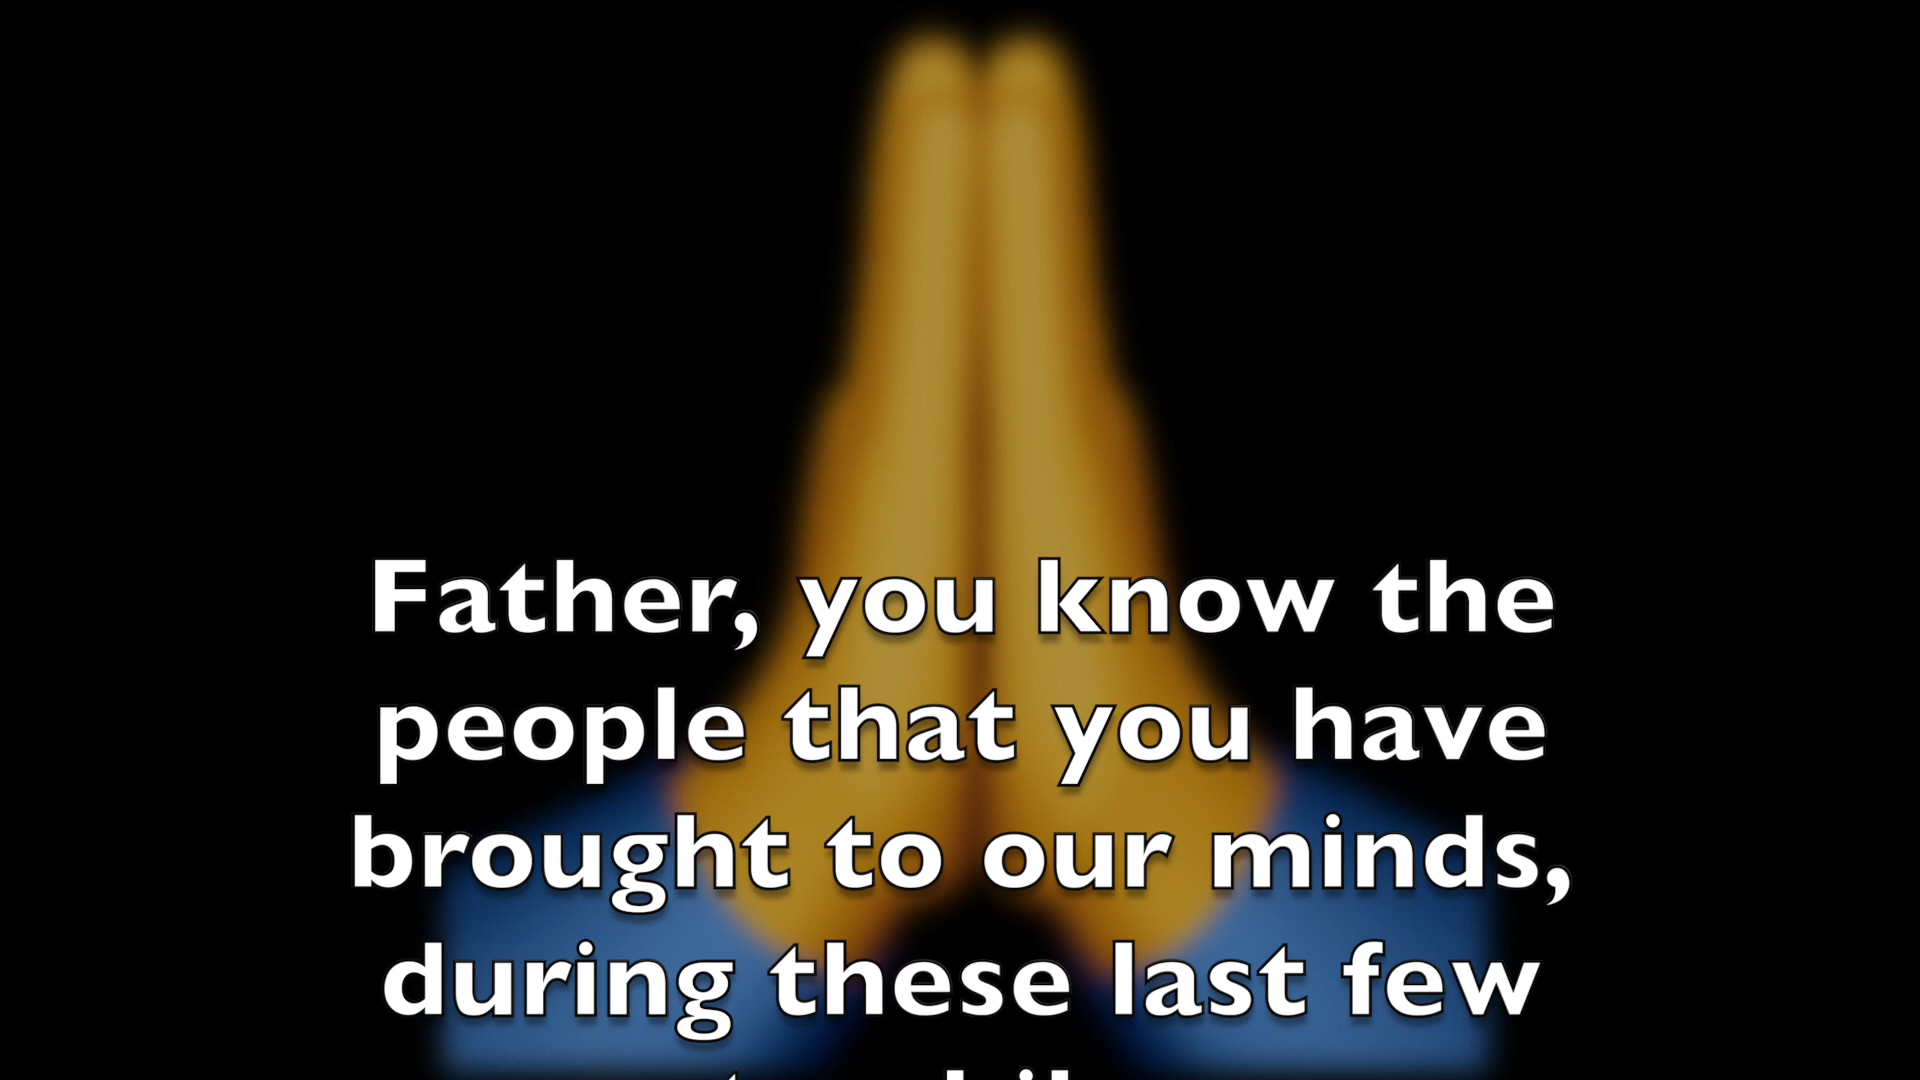 Father, you know the
people that you have
brought to our minds,
during these last few